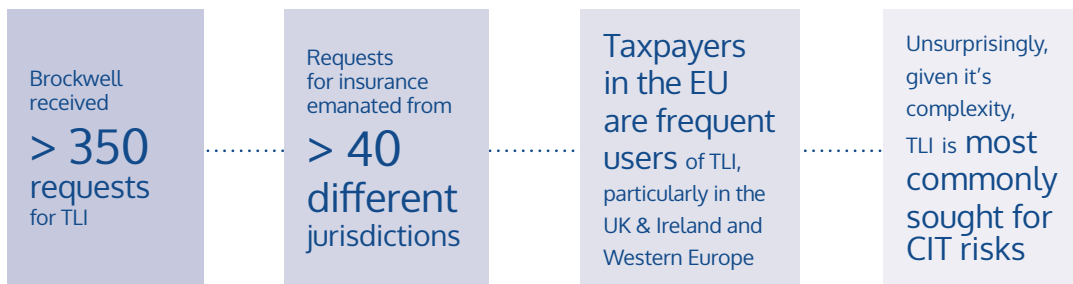 Brockwell
received
> 350
requests
for TLI
Requests
for insurance
emanated from
> 40
different
jurisdictions
Taxpayers
in the EU
are frequent
users of TLI,
particularly in the
UK & Ireland and
Western Europe
Unsurprisingly,
given it’s
complexity,
TLI is most
commonly
sought for
CIT risks